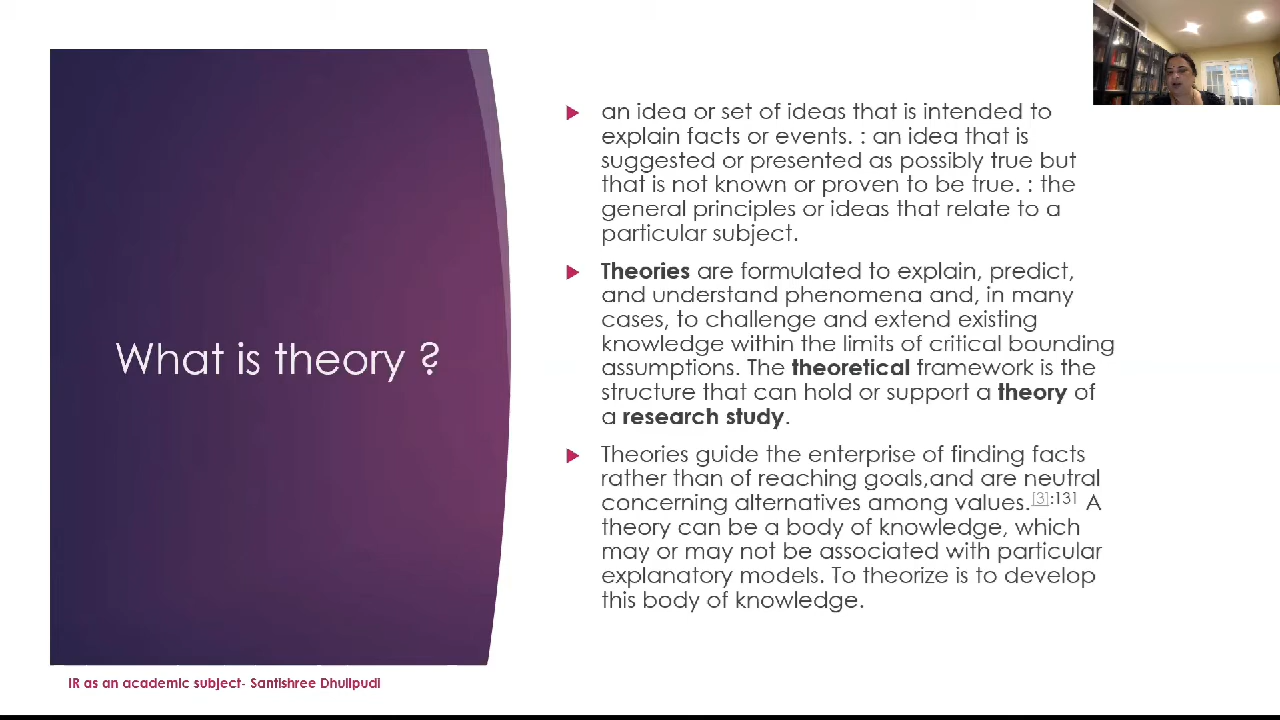 What is theory ?
an idea or set of ideas that is intended to
explain facts or events. : an idea that is
suggested or presented as possibly true but
that is not known or proven to be true. : the
general principles or ideas that relate to a
particular subject.
Theories are formulated to explain, predict,
and understand phenomena and, in many
cases, to challenge and extend existing
knowledge within the limits of critical bounding
assumptions. The theoretical framework is the
structure that can hold or support a theory of
a research study.
Theories guide the enterprise of finding facts
rather than of reaching goals,and are neutral
concerning alternatives among values.[3]:131 A
theory can be a body of knowledge, which
may or may not be associated with particular
explanatory models. To theorize is to develop
this body of knowledge.
IR as an academic subject- Santishree Dhulipudi